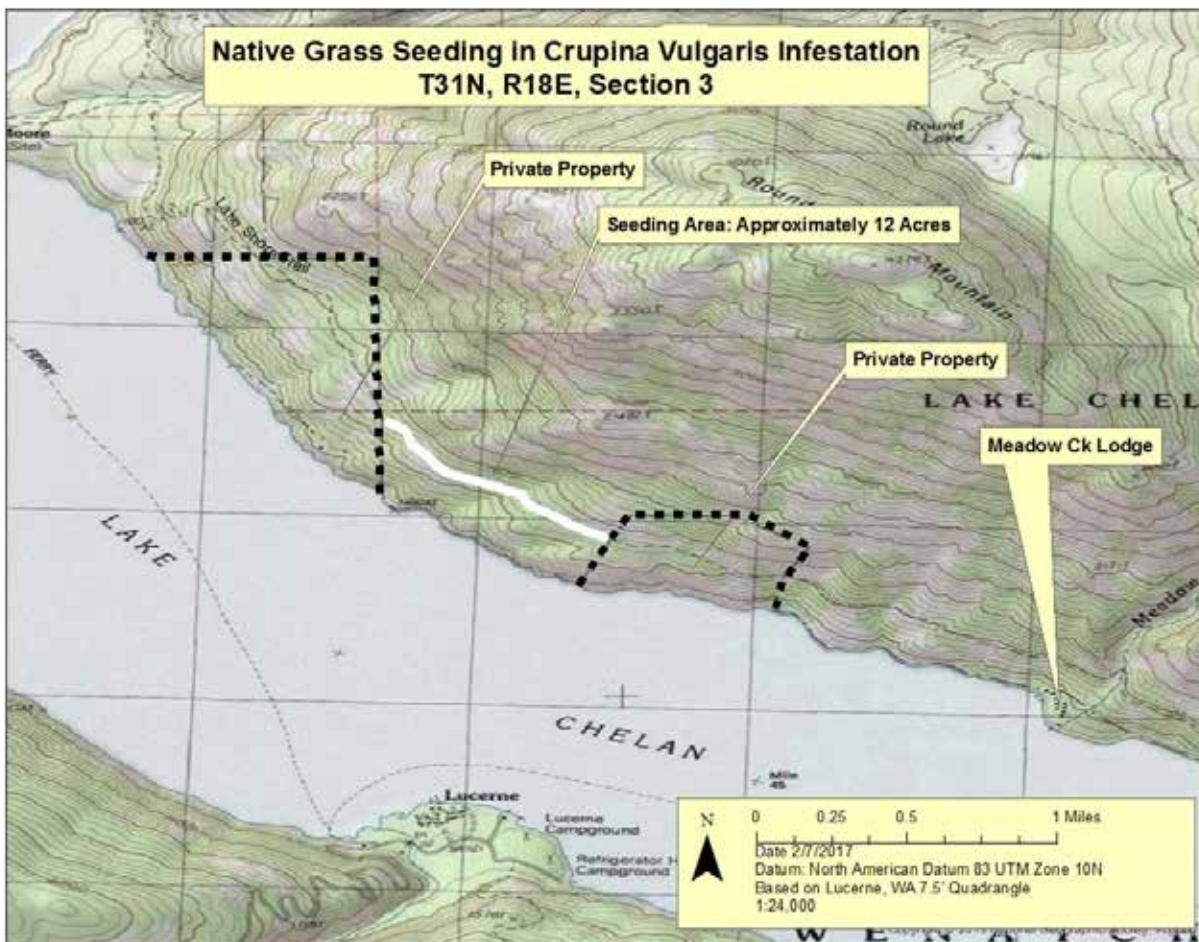 Native Grass Seeding in Crupina Vulgaris Infestation
T31N, R18E, Section 3
Moore
Round
Lake
Private Property
Lake Shore Trail
Seeding Area: Approximately 12 Acres
Round
Mountain
Private Property
LAKE CHEL
Meadow Ck Lodge
FERRY
LAKE
Meadow
CHELAN
Mile
45
Lucerne
Lucerne
Campground
Refrigerator H
Campground
N
0 0.25 0.5 1 Miles
Date 2/7/2017
Datum: North American Datum 83 UTM Zone 10N
Based on Lucerne, WA 7.5' Quadrangle
1:24,000
W E N A T C